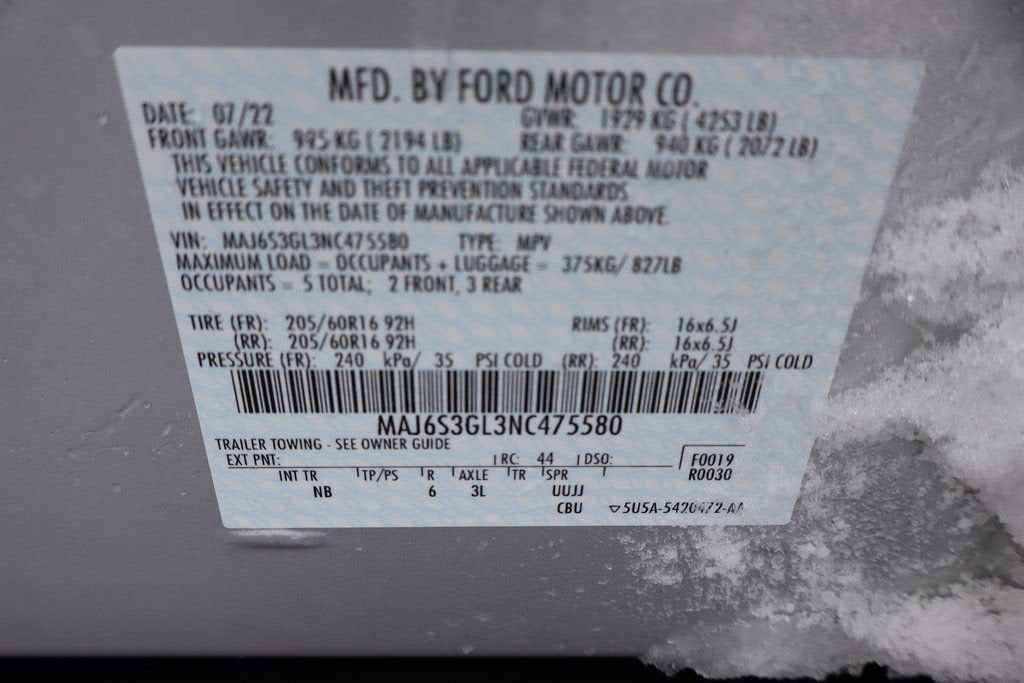 MFD. BY FORD MOTOR CO.
DATE: 07/22 GVWR: 1929 KG ( 4253 LB)
FRONT GAWR: 995 KG ( 2194 LB) REAR GAWR: 940 KG ( 2072 LB)
THIS VEHICLE CONFORMS TO ALL APPLICABLE FEDERAL MOTOR
VEHICLE SAFETY AND THEFT PREVENTION STANDARDS
IN EFFECT ON THE DATE OF MANUFACTURE SHOWN ABOVE.
VIN: MAJ6S3GL3NC475580 TYPE: MPV
MAXIMUM LOAD = OCCUPANTS + LUGGAGE = 375KG/ 827LB
OCCUPANTS = 5 TOTAL; 2 FRONT, 3 REAR
TIRE (FR): 205/60R16 92H RIMS (FR): 16x6.5J
(RR): 205/60R16 92H (RR): 16x6.5J
PRESSURE (FR): 240 kPa/ 35 PSI COLD (RR): 240 kPa/ 35 PSI COLD
MAJ6S3GL3NC475580
TRAILER TOWING - SEE OWNER GUIDE
EXT PNT: RC: 44 DSO: F0019
R0030
INT TR TP/PS R AXLE TR SPR
NB 6 3L UUJJ
CBU ▽5U5A-5420472-AA